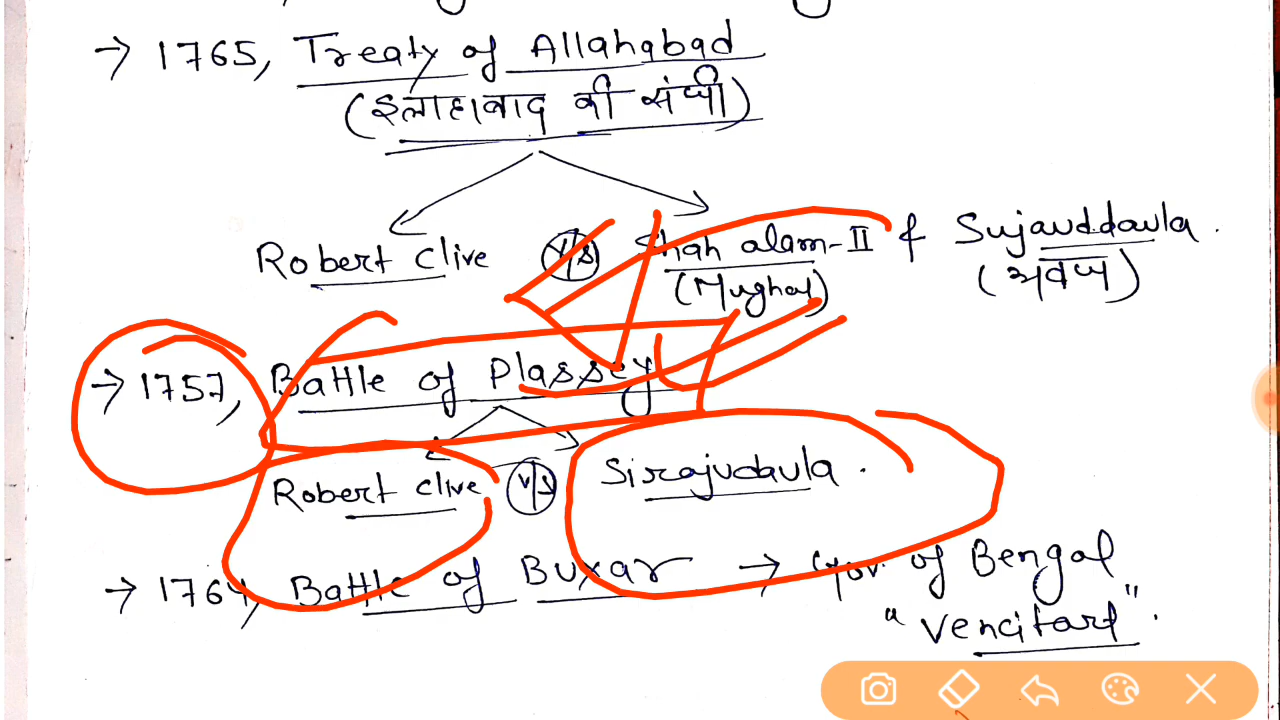 → 1765, Treaty of Allahabad
(इलाहाबाद की संधी)
Robert Clive V/S Shah alam-II & Sujauddaula.
(Mughal) (अवध)
→ 1757, Battle of Plassey
Robert Clive V/S Sirajudaula.
→ 1764, Battle of Buxar → Gov. of Bengal
"Vencitart".